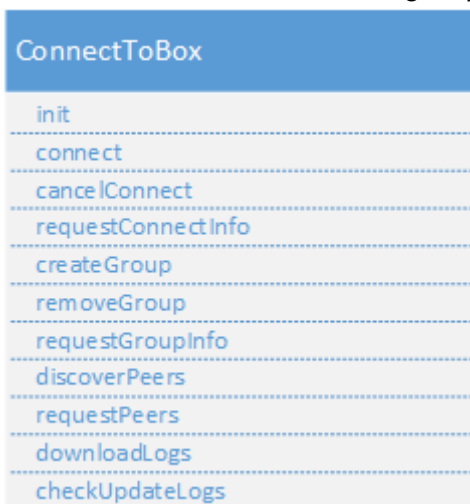 ConnectToBox
init
connect
cancelConnect
requestConnectInfo
createGroup
removeGroup
requestGroupInfo
discoverPeers
requestPeers
downloadLogs
checkUpdateLogs